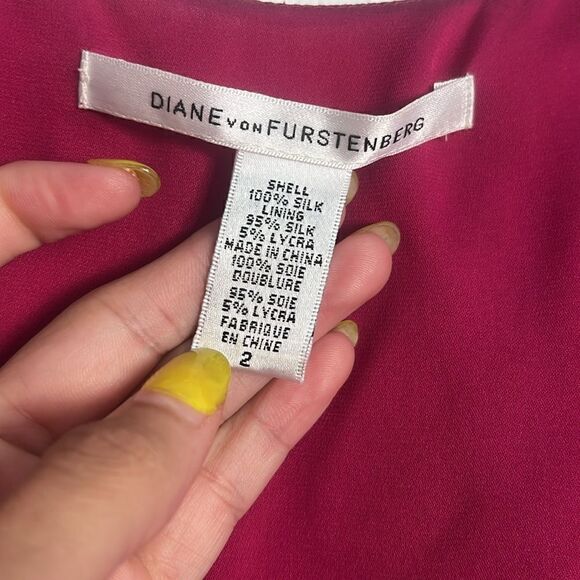 DIANE VON FURSTENBERG
SHELL
100% SILK
LINING
95% SILK
5% LYCRA
MADE IN CHINA
100% SOIE
DOUBLURE
95% SOIE
5% LYCRA
FABRIQUE
EN CHINE
2